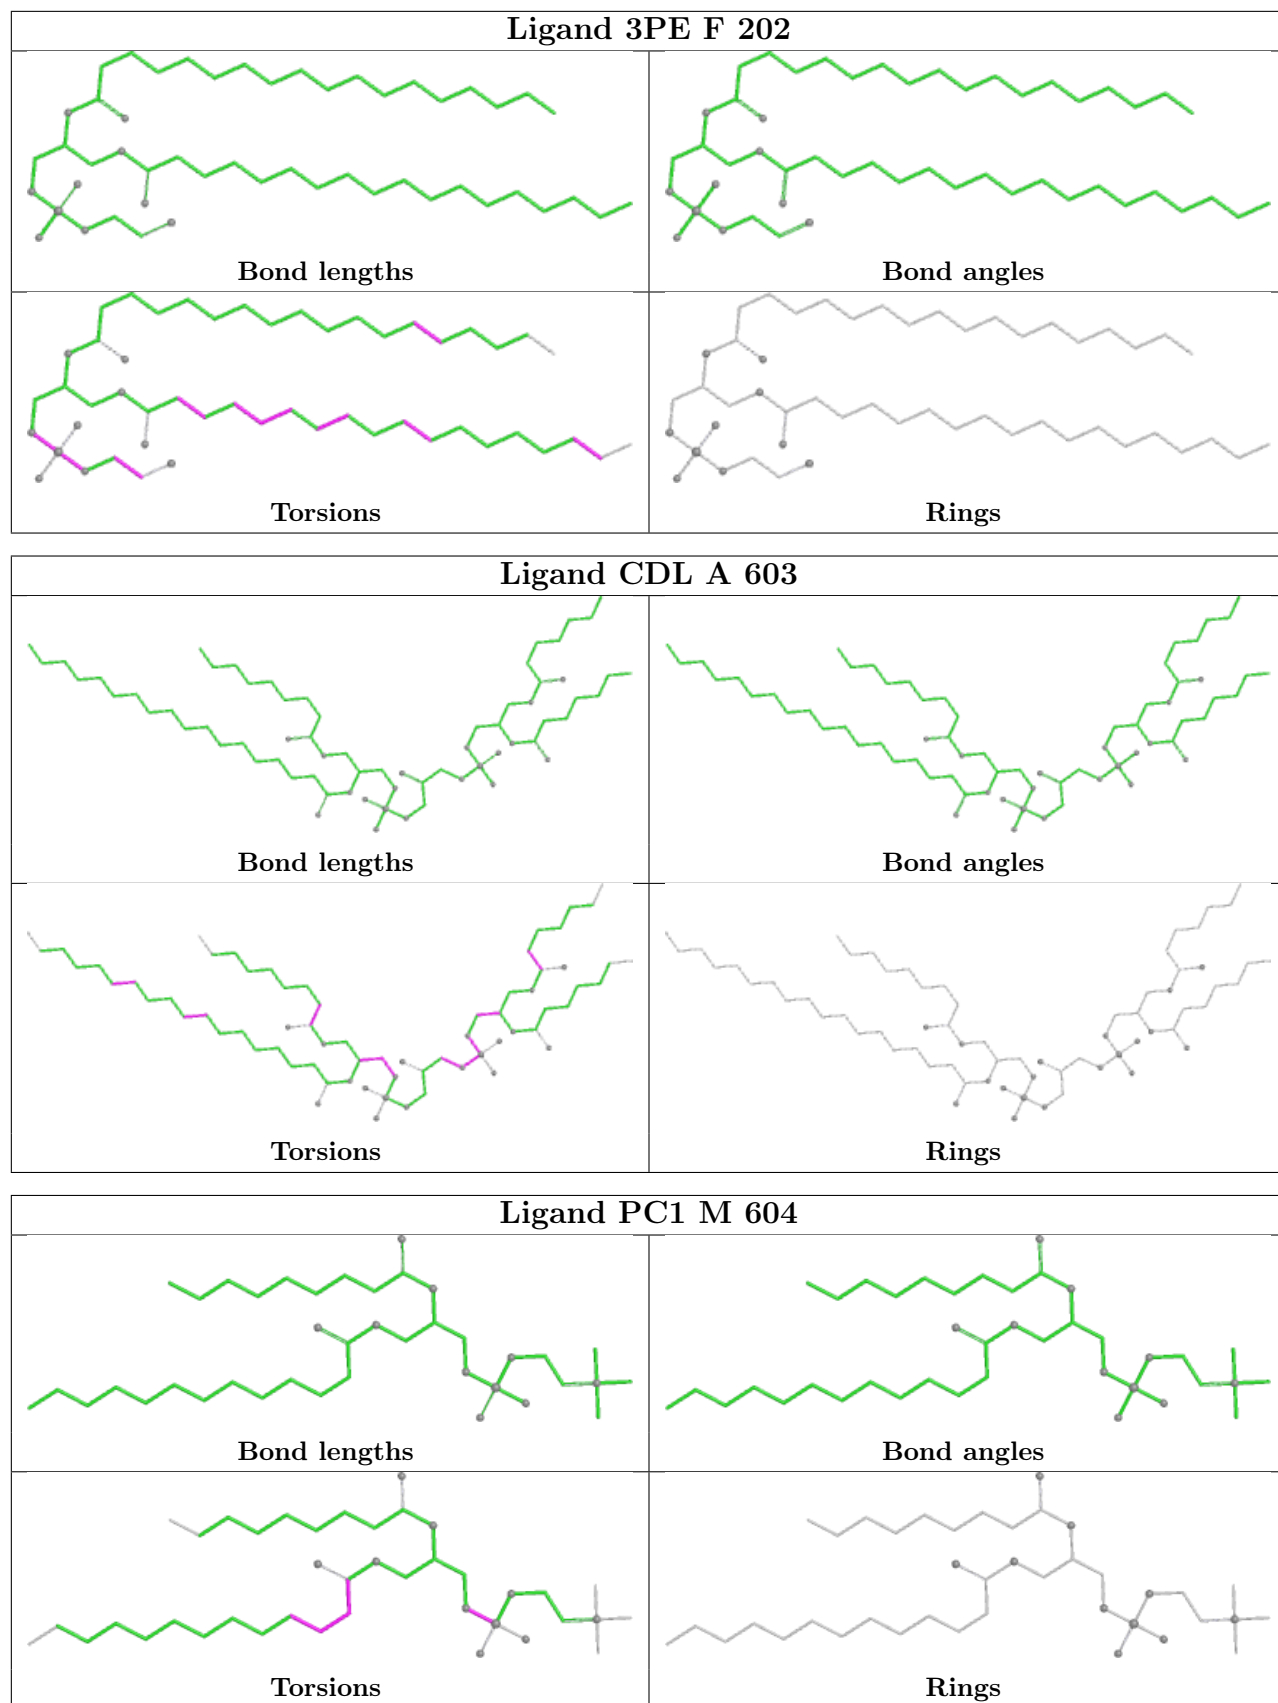 Ligand 3PE F 202
Bond lengths
Bond angles
Torsions
Rings
Ligand CDL A 603
Bond lengths
Bond angles
Torsions
Rings
Ligand PC1 M 604
Bond lengths
Bond angles
Torsions
Rings